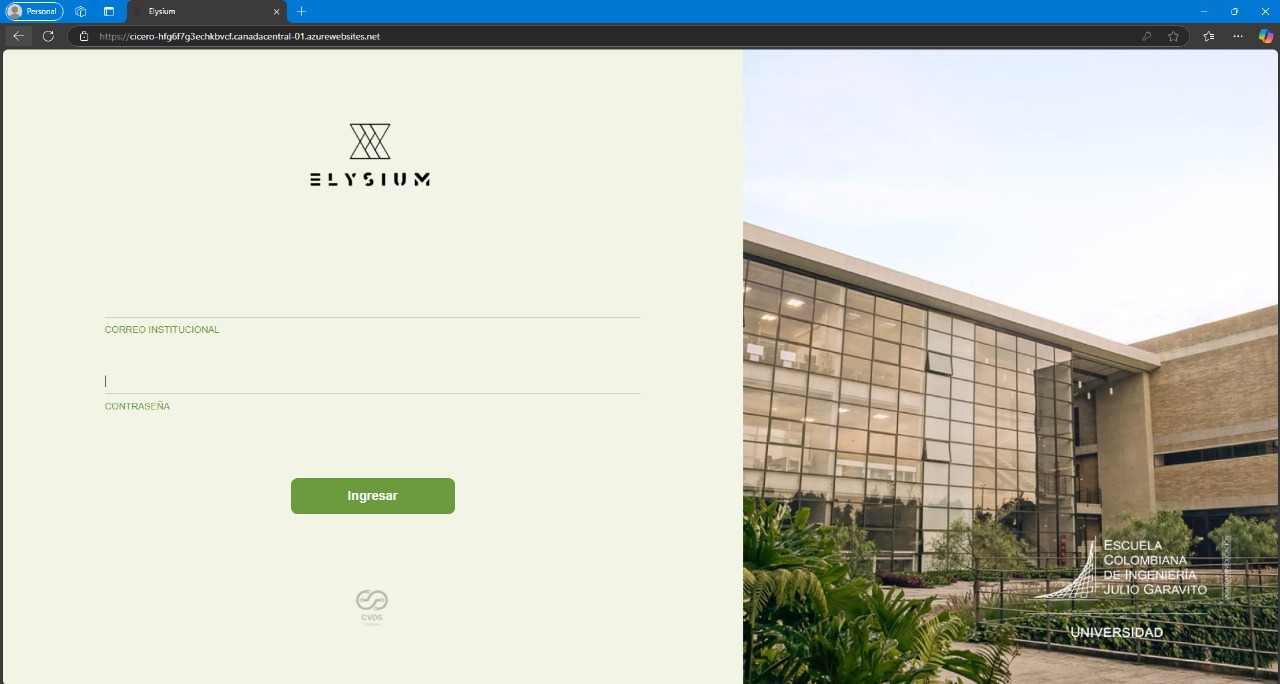 Personal
Elysium
https://cicero-hfg6f7g3echkbvcf.canadacentral-01.azurewebsites.net
ELYSIUM
CORREO INSTITUCIONAL
CONTRASEÑA
Ingresar
CVDS
ESCUELA
COLOMBIANA
DE INGENIERÍA
JULIO GARAVITO
UNIVERSIDAD